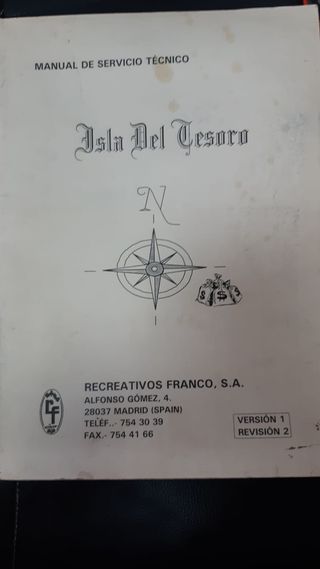 MANUAL DE SERVICIO TÉCNICO
Isla Del Tesoro
N
$ $ $
RECREATIVOS FRANCO, S.A.
ALFONSO GÓMEZ, 4.
28037 MADRID (SPAIN)
TELÉF..- 754 30 39
FAX.- 754 41 66
VERSIÓN 1
REVISIÓN 2